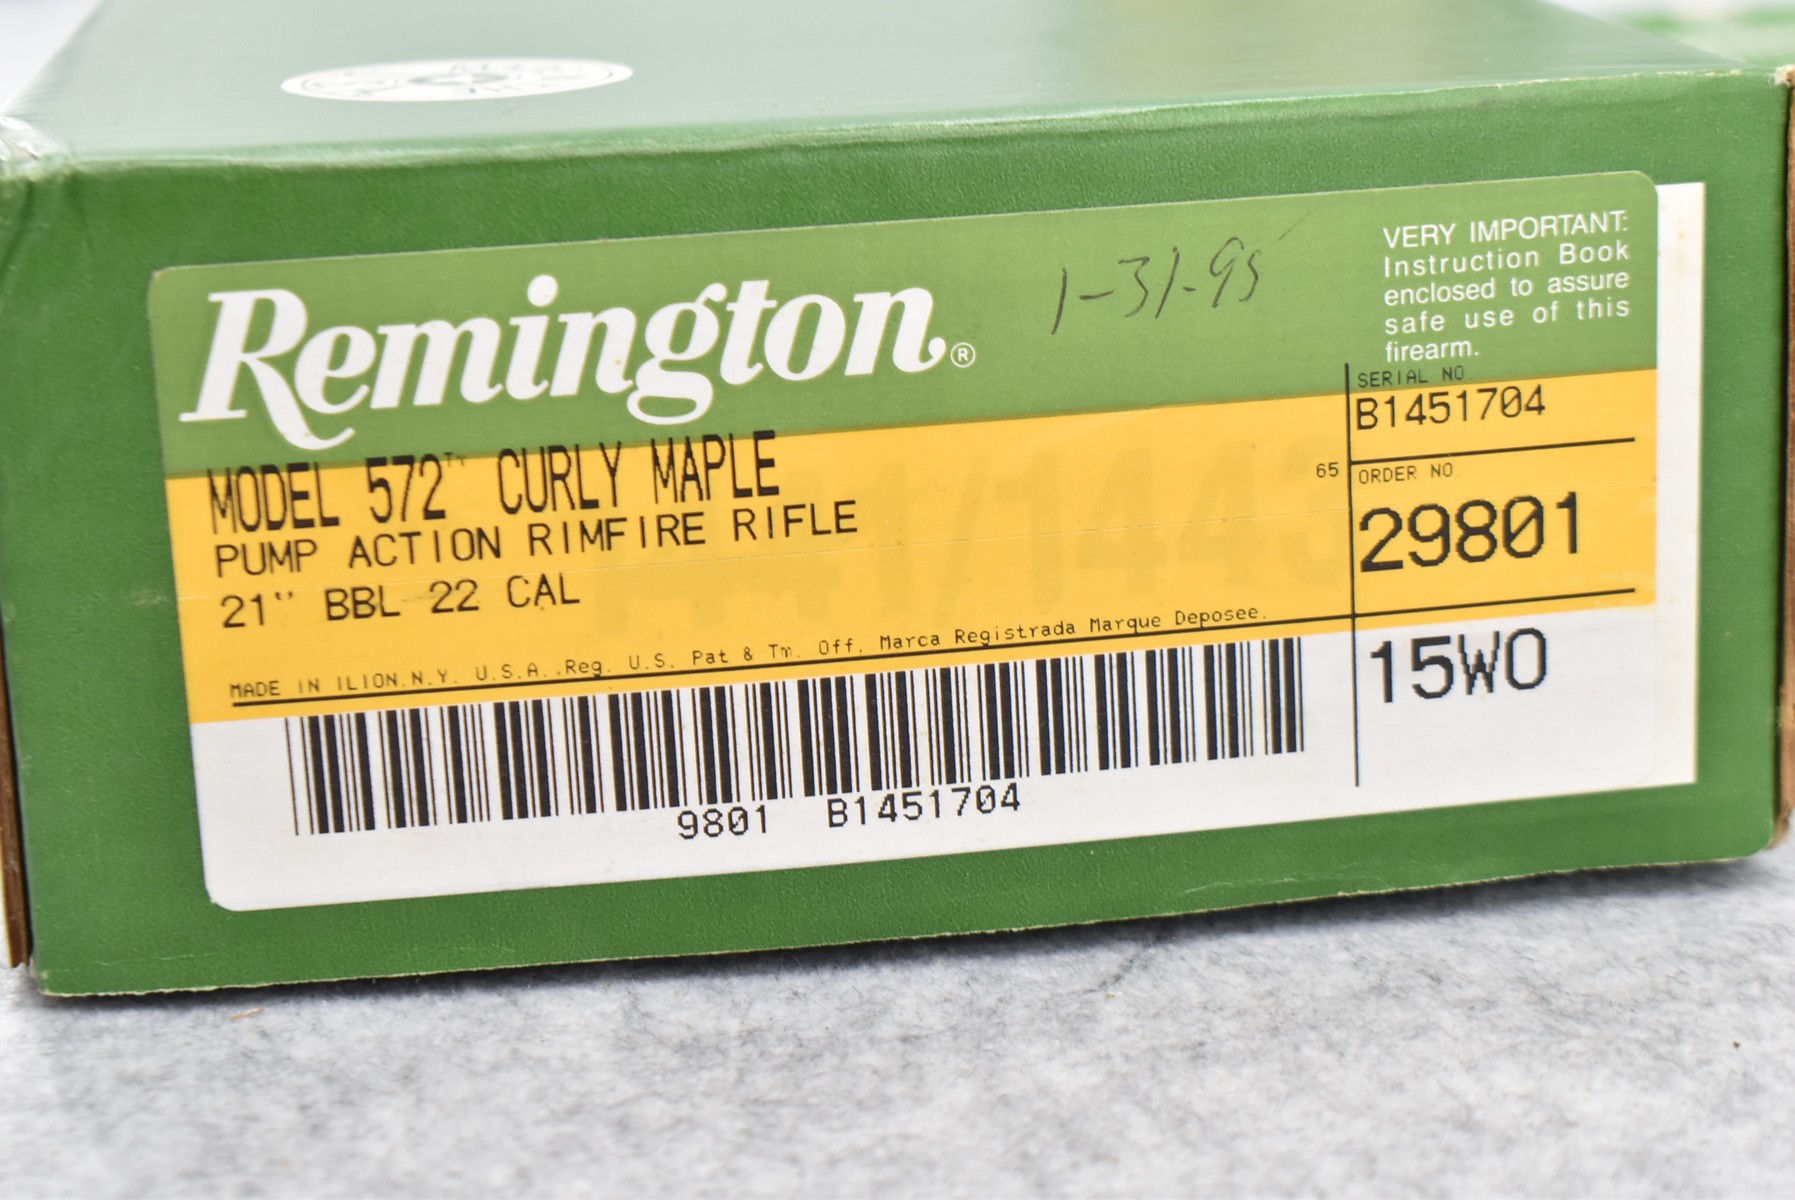 Remington®
1-31-95
VERY IMPORTANT:
Instruction Book
enclosed to assure
safe use of this
firearm.
MODEL 572™ CURLY MAPLE
PUMP ACTION RIMFIRE RIFLE
21" BBL 22 CAL
65
SERIAL NO.
B1451704
ORDER NO.
29801
MADE IN ILION.N.Y. U.S.A..Reg. U.S. Pat & Tm. Off. Marca Registrada Marque Deposee.
15WO
9801 B1451704